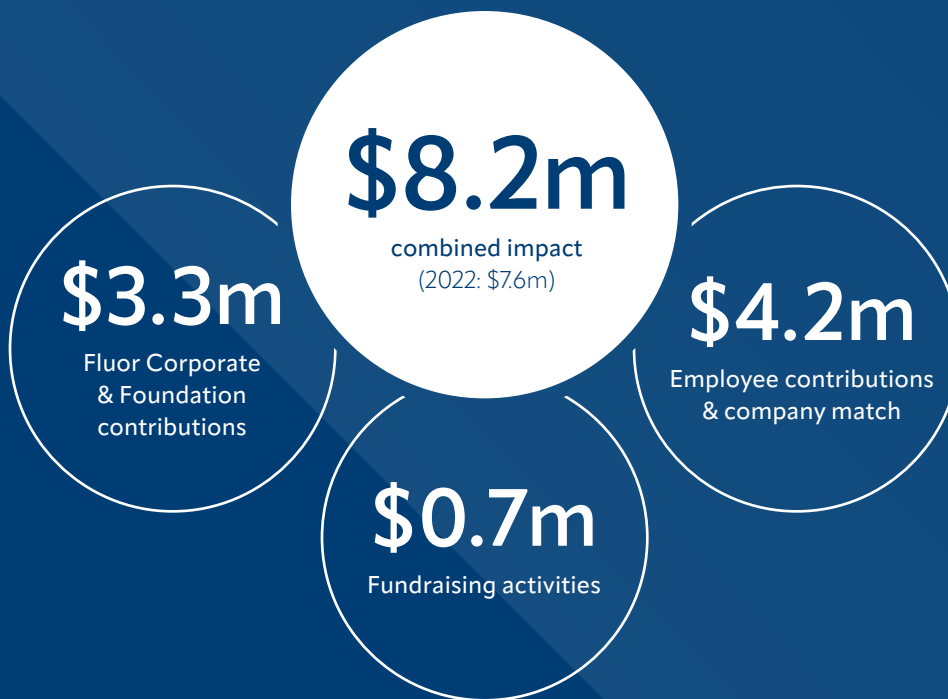 $8.2m
combined impact
(2022: $7.6m)
$3.3m
Fluor Corporate
& Foundation
contributions
$4.2m
Employee contributions
& company match
$0.7m
Fundraising activities